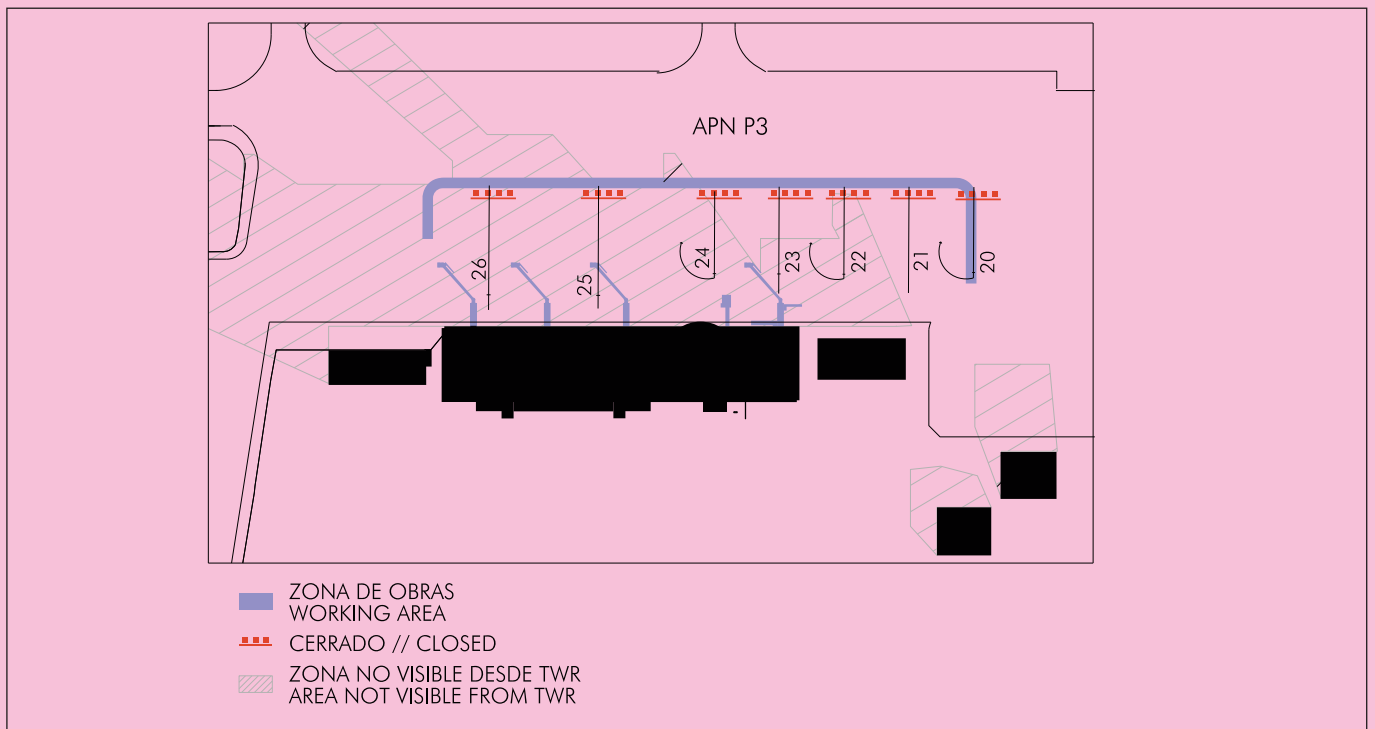 APN P3
26
25
24
23
22
21
20
ZONA DE OBRAS
WORKING AREA
CERRADO // CLOSED
ZONA NO VISIBLE DESDE TWR
AREA NOT VISIBLE FROM TWR